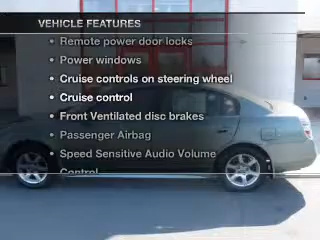 VEHICLE FEATURES
• Remote power door locks
• Power windows
• Cruise controls on steering wheel
• Cruise control
• Front Ventilated disc brakes
• Passenger Airbag
• Speed Sensitive Audio Volume
Control